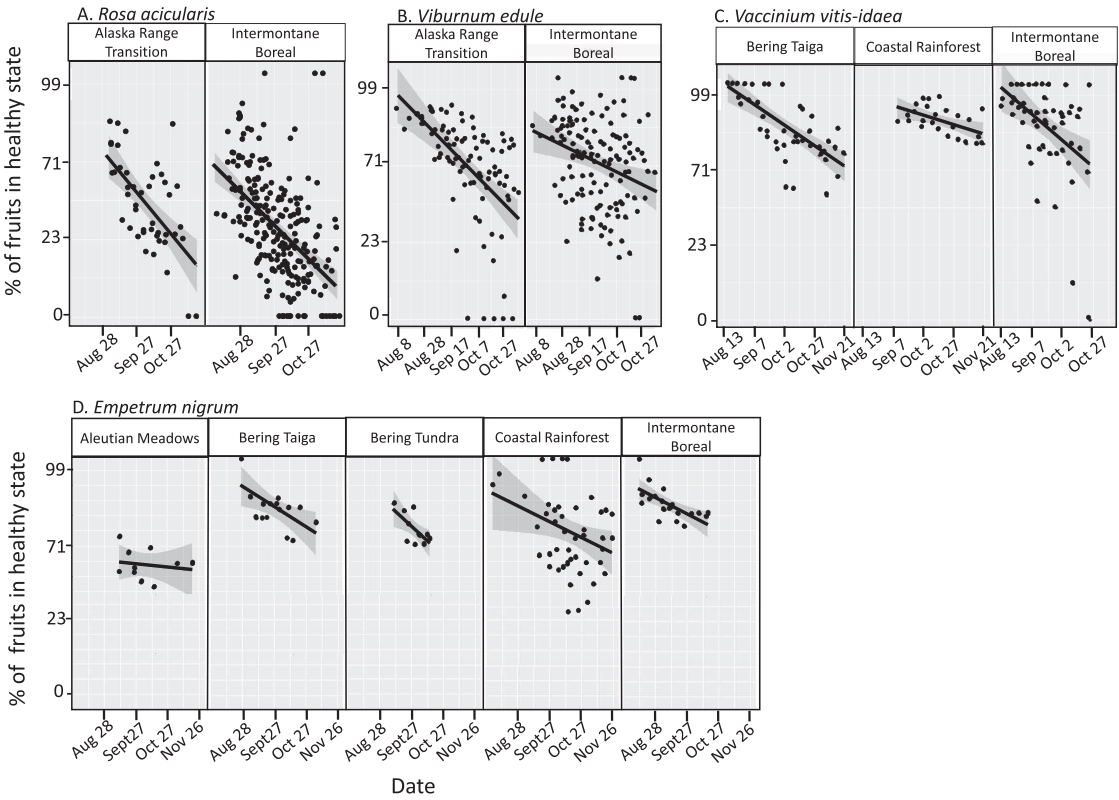 A. Rosa acicularis
Alaska Range
Transition
Intermontane
Boreal
% of fruits in healthy state
99
71
23
0
Aug 28
Sep 27
Oct 27
Aug 28
Sep 27
Oct 27
B. Viburnum edule
Alaska Range
Transition
Intermontane
Boreal
99
71
23
0
Aug 8
Aug 28
Sep 17
Oct 7
Oct 27
Aug 8
Aug 28
Sep 17
Oct 7
Oct 27
C. Vaccinium vitis-idaea
Bering Taiga
Coastal Rainforest
Intermontane
Boreal
99
71
23
0
Aug 13
Sep 7
Oct 2
Oct 27
Nov 21
Aug 13
Sep 7
Oct 2
Oct 27
Nov 21
Aug 13
Sep 7
Oct 2
Oct 27
D. Empetrum nigrum
Aleutian Meadows
Bering Taiga
Bering Tundra
Coastal Rainforest
Intermontane
Boreal
% of fruits in healthy state
99
71
23
0
Aug 28
Sept27
Oct 27
Nov 26
Aug 28
Sept27
Oct 27
Nov 26
Aug 28
Sept27
Oct 27
Nov 26
Aug 28
Sept27
Oct 27
Nov 26
Aug 28
Sept27
Oct 27
Nov 26
Date